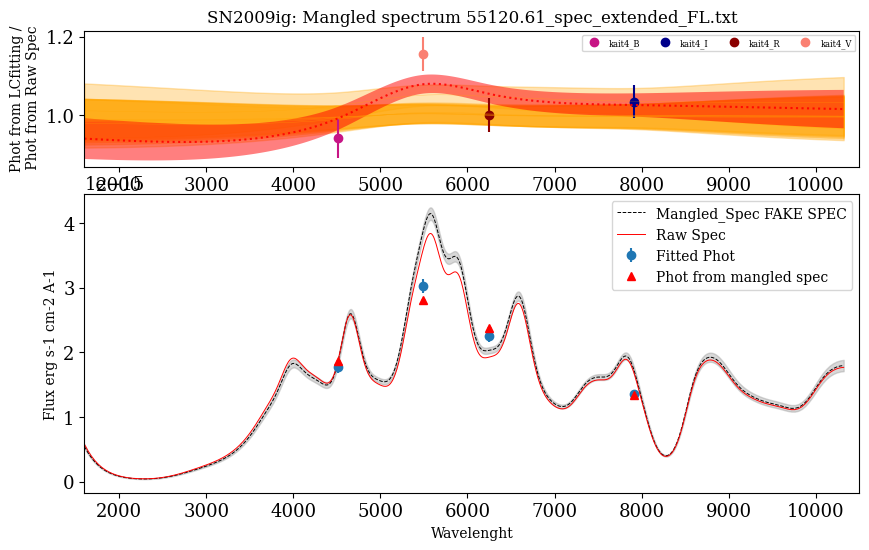 SN2009ig: Mangled spectrum 55120.61_spec_extended_FL.txt
Phot from LCfitting /
Phot from Raw Spec
1.2
1.0
kait4_B kait4_I kait4_R kait4_V
2000 3000 4000 5000 6000 7000 8000 9000 10000
1e−15
Flux erg s-1 cm-2 A-1
4
3
2
1
0
Mangled_Spec FAKE SPEC
Raw Spec
Fitted Phot
Phot from mangled spec
2000 3000 4000 5000 6000 7000 8000 9000 10000
Wavelenght